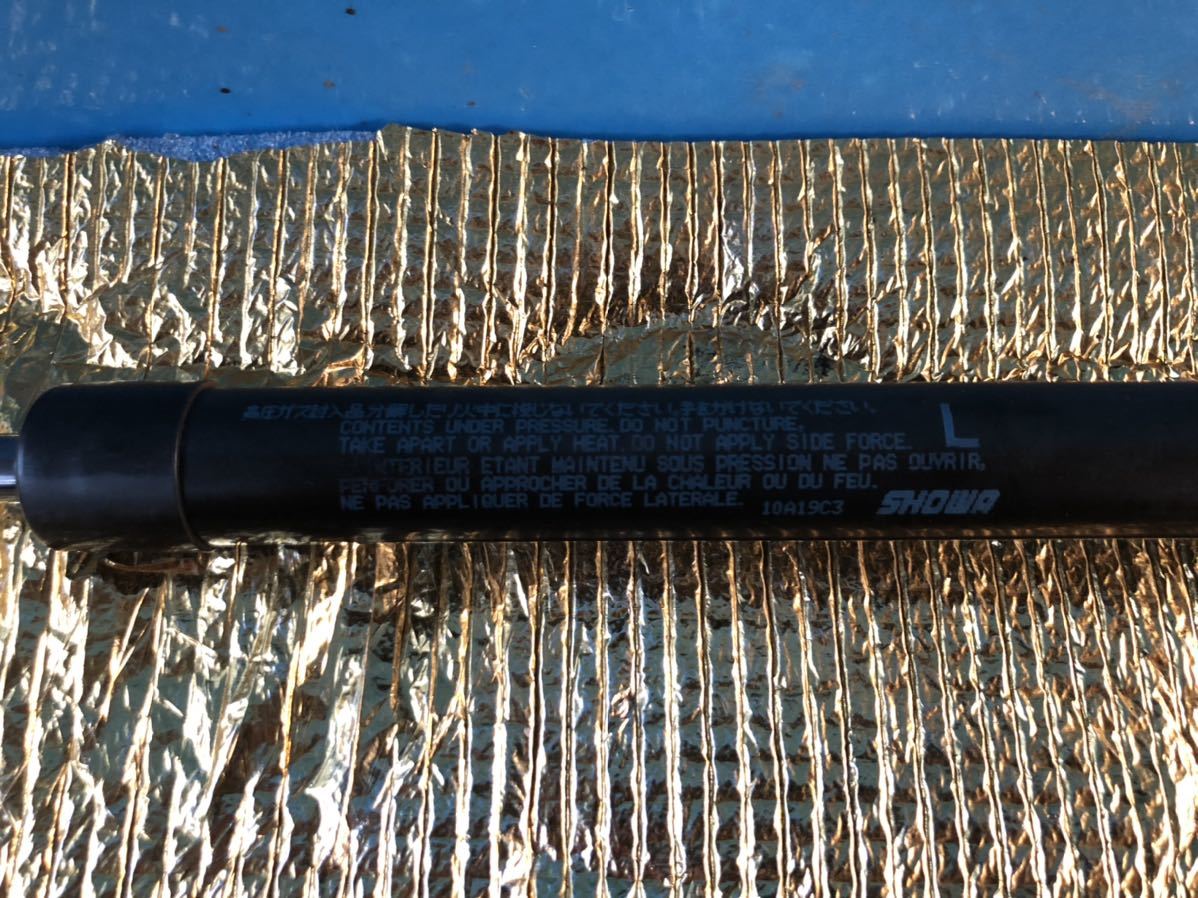 高圧ガス封入品分解したり火中に投じないでください。手をかけないでください。
CONTENTS UNDER PRESSURE.DO NOT PUNCTURE,
TAKE APART OR APPLY HEAT.DO NOT APPLY SIDE FORCE.
L
INTERIEUR ETANT MAINTENU SOUS PRESSION NE PAS OUVRIR,
PERFORER OU APPROCHER DE LA CHALEUR OU DU FEU.
NE PAS APPLIQUER DE FORCE LATERALE.
10A19C3
SHOWA